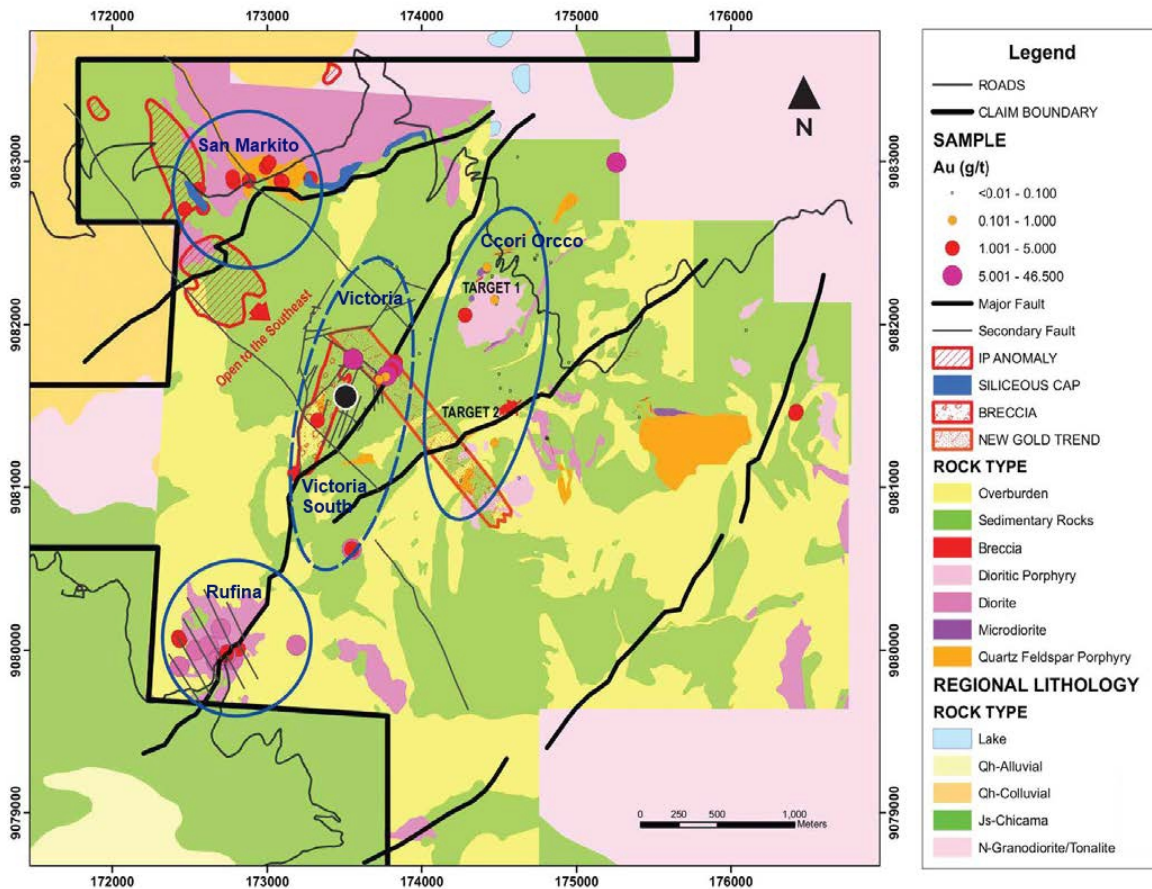 172000 173000 174000 175000 176000
9083000
9082000
9081000
9080000
9079000
N
San Markito
Ccori Orcco
TARGET 1
Victoria
Open to the Southeast
TARGET 2
Victoria
South
Rufina
0 250 500 1,000
Meters
9083000
9082000
9081000
9080000
9079000
172000 173000 174000 175000 176000
Legend
ROADS
CLAIM BOUNDARY
SAMPLE
Au (g/t)
<0.01 - 0.100
0.101 - 1.000
1.001 - 5.000
5.001 - 46.500
Major Fault
Secondary Fault
IP ANOMALY
SILICEOUS CAP
BRECCIA
NEW GOLD TREND
ROCK TYPE
Overburden
Sedimentary Rocks
Breccia
Dioritic Porphyry
Diorite
Microdiorite
Quartz Feldspar Porphyry
REGIONAL LITHOLOGY
ROCK TYPE
Lake
Qh-Alluvial
Qh-Colluvial
Js-Chicama
N-Granodiorite/Tonalite